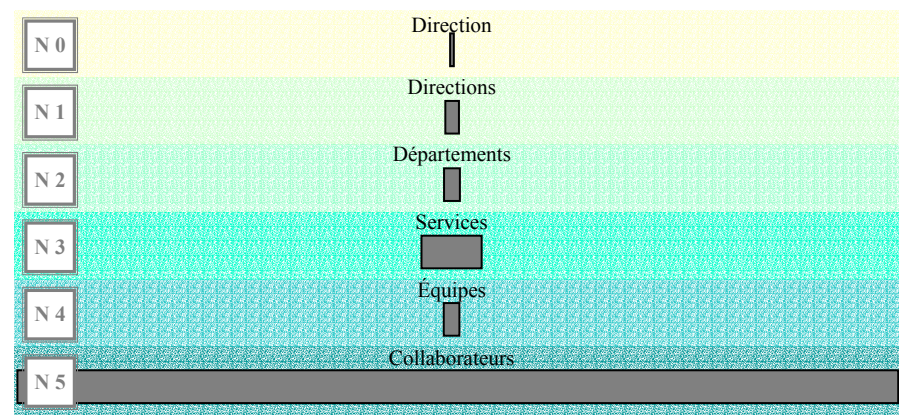 Direction
N 0
Directions
N 1
Départements
N 2
Services
N 3
Équipes
N 4
Collaborateurs
N 5